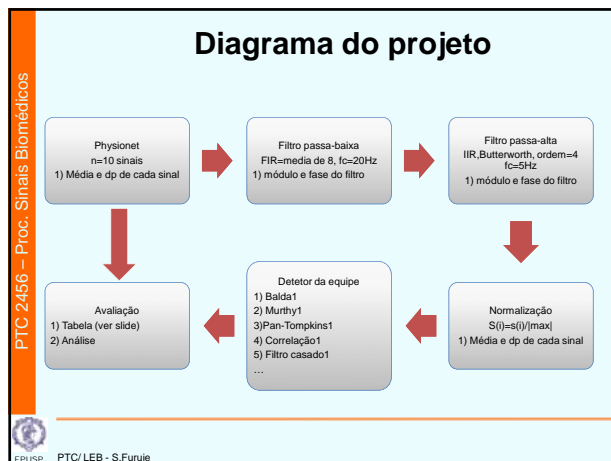 Diagrama do projeto
PTC 2456 – Proc. Sinais Biomédicos
Physionet
n=10 sinais
1) Média e dp de cada sinal
Filtro passa-baixa
FIR=media de 8, fc=20Hz
1) módulo e fase do filtro
Filtro passa-alta
IIR,Butterworth, ordem=4
fc=5Hz
1) módulo e fase do filtro
Normalização
S(i)=s(i)/|max|
1) Média e dp de cada sinal
Detetor da equipe
1) Balda1
2) Murthy1
3)Pan-Tompkins1
4) Correlação1
5) Filtro casado1
…
Avaliação
1) Tabela (ver slide)
2) Análise
EPUSP
PTC/ LEB - S.Furuie